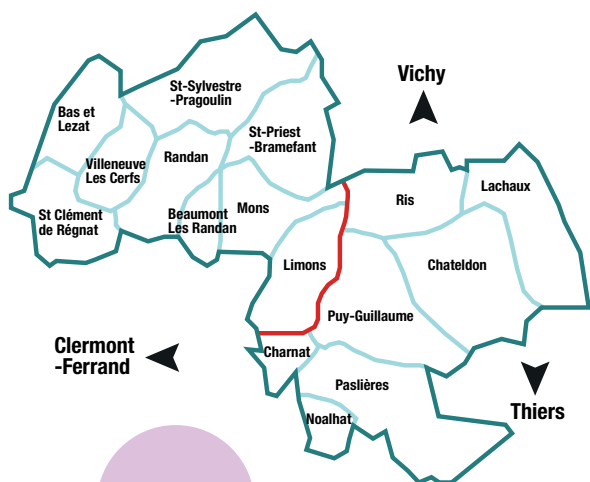 St-Sylvestre
-Pragoulin
Vichy
Bas et
Lezat
St-Priest
-Bramefant
Villeneuve
Les Cerfs
Randan
Lachaux
Ris
St Clément
de Régnat
Beaumont
Les Randan
Mons
Limons
Chateldon
Puy-Guillaume
Clermont
-Ferrand
Charnat
Paslières
Thiers
Noalhat